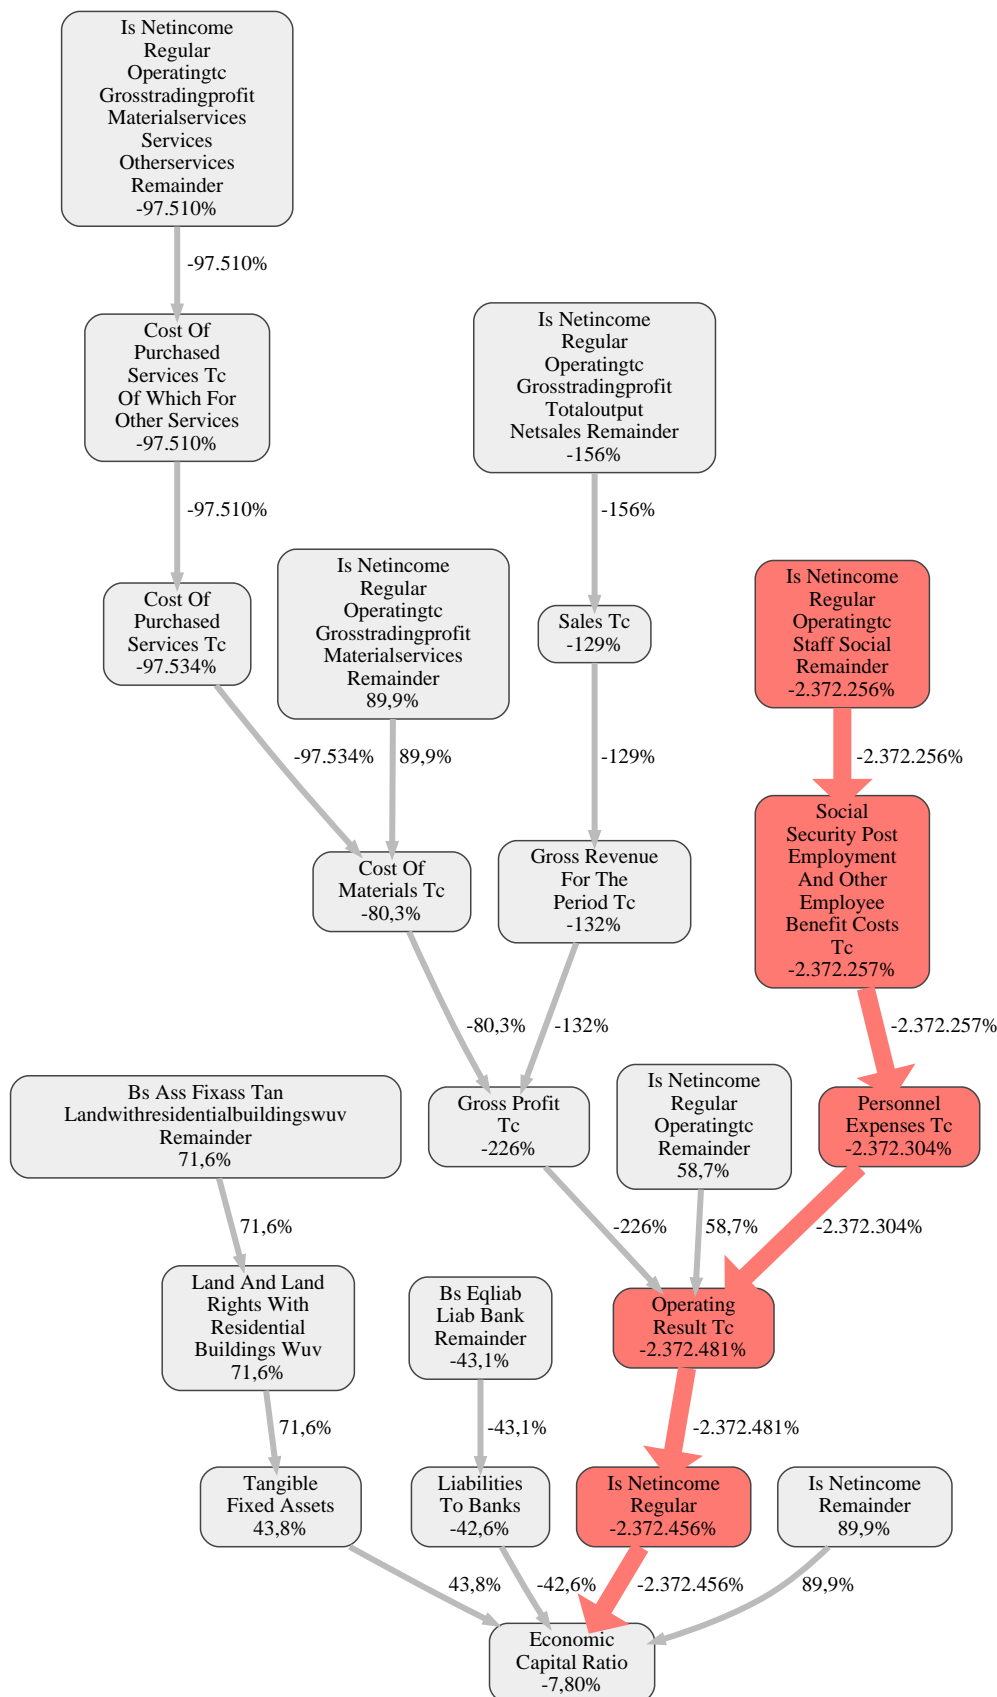 Is Netincome
Regular
Operatingtc
Grosstradingprofit
Materialservices
Services
Otherservices
Remainder
-97.510%
-97.510%
Cost Of
Purchased
Services Tc
Of Which For
Other Services
-97.510%
Is Netincome
Regular
Operatingtc
Grosstradingprofit
Totaloutput
Netsales Remainder
-156%
-97.510%
-156%
Cost Of
Purchased
Services Tc
-97.534%
Is Netincome
Regular
Operatingtc
Grosstradingprofit
Materialservices
Remainder
89,9%
Sales Tc
-129%
Is Netincome
Regular
Operatingtc
Staff Social
Remainder
-2.372.256%
-97.534%
89,9%
-129%
-2.372.256%
Cost Of
Materials Tc
-80,3%
Gross Revenue
For The
Period Tc
-132%
Social
Security Post
Employment
And Other
Employee
Benefit Costs
Tc
-2.372.257%
-80,3%
-132%
-2.372.257%
Bs Ass Fixass Tan
Landwithresidentialbuildingswuv
Remainder
71,6%
Gross Profit
Tc
-226%
Is Netincome
Regular
Operatingtc
Remainder
58,7%
Personnel
Expenses Tc
-2.372.304%
71,6%
-226%
58,7%
-2.372.304%
Land And Land
Rights With
Residential
Buildings Wuv
71,6%
Bs Eqliab
Liab Bank
Remainder
-43,1%
Operating
Result Tc
-2.372.481%
71,6%
-43,1%
-2.372.481%
Tangible
Fixed Assets
43,8%
Liabilities
To Banks
-42,6%
Is Netincome
Regular
-2.372.456%
Is Netincome
Remainder
89,9%
43,8%
-42,6%
-2.372.456%
89,9%
Economic
Capital Ratio
-7,80%